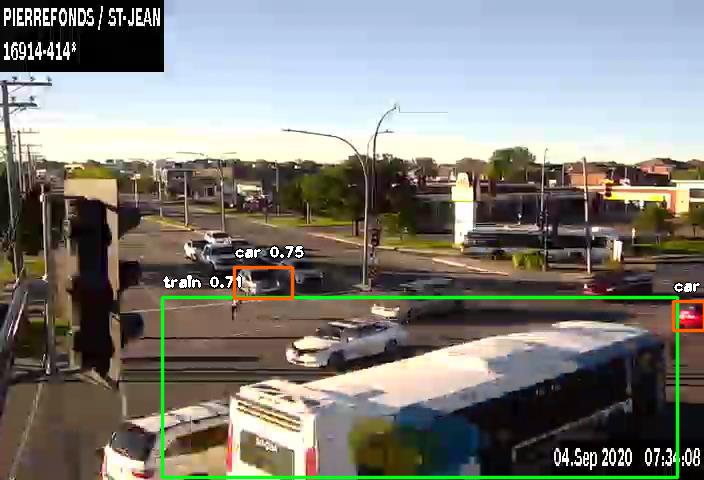 PIERREFONDS / ST-JEAN
16914-414*
car 0.75
train 0.71
car
04.Sep 2020 07:34:08